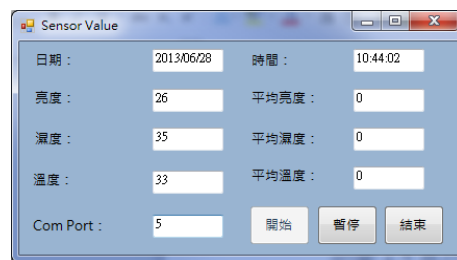 Sensor Value
日期： 2013/06/28 時間： 10:44:02
亮度： 26 平均亮度： 0
濕度： 35 平均濕度： 0
溫度： 33 平均溫度： 0
Com Port： 5 開始 暫停 結束